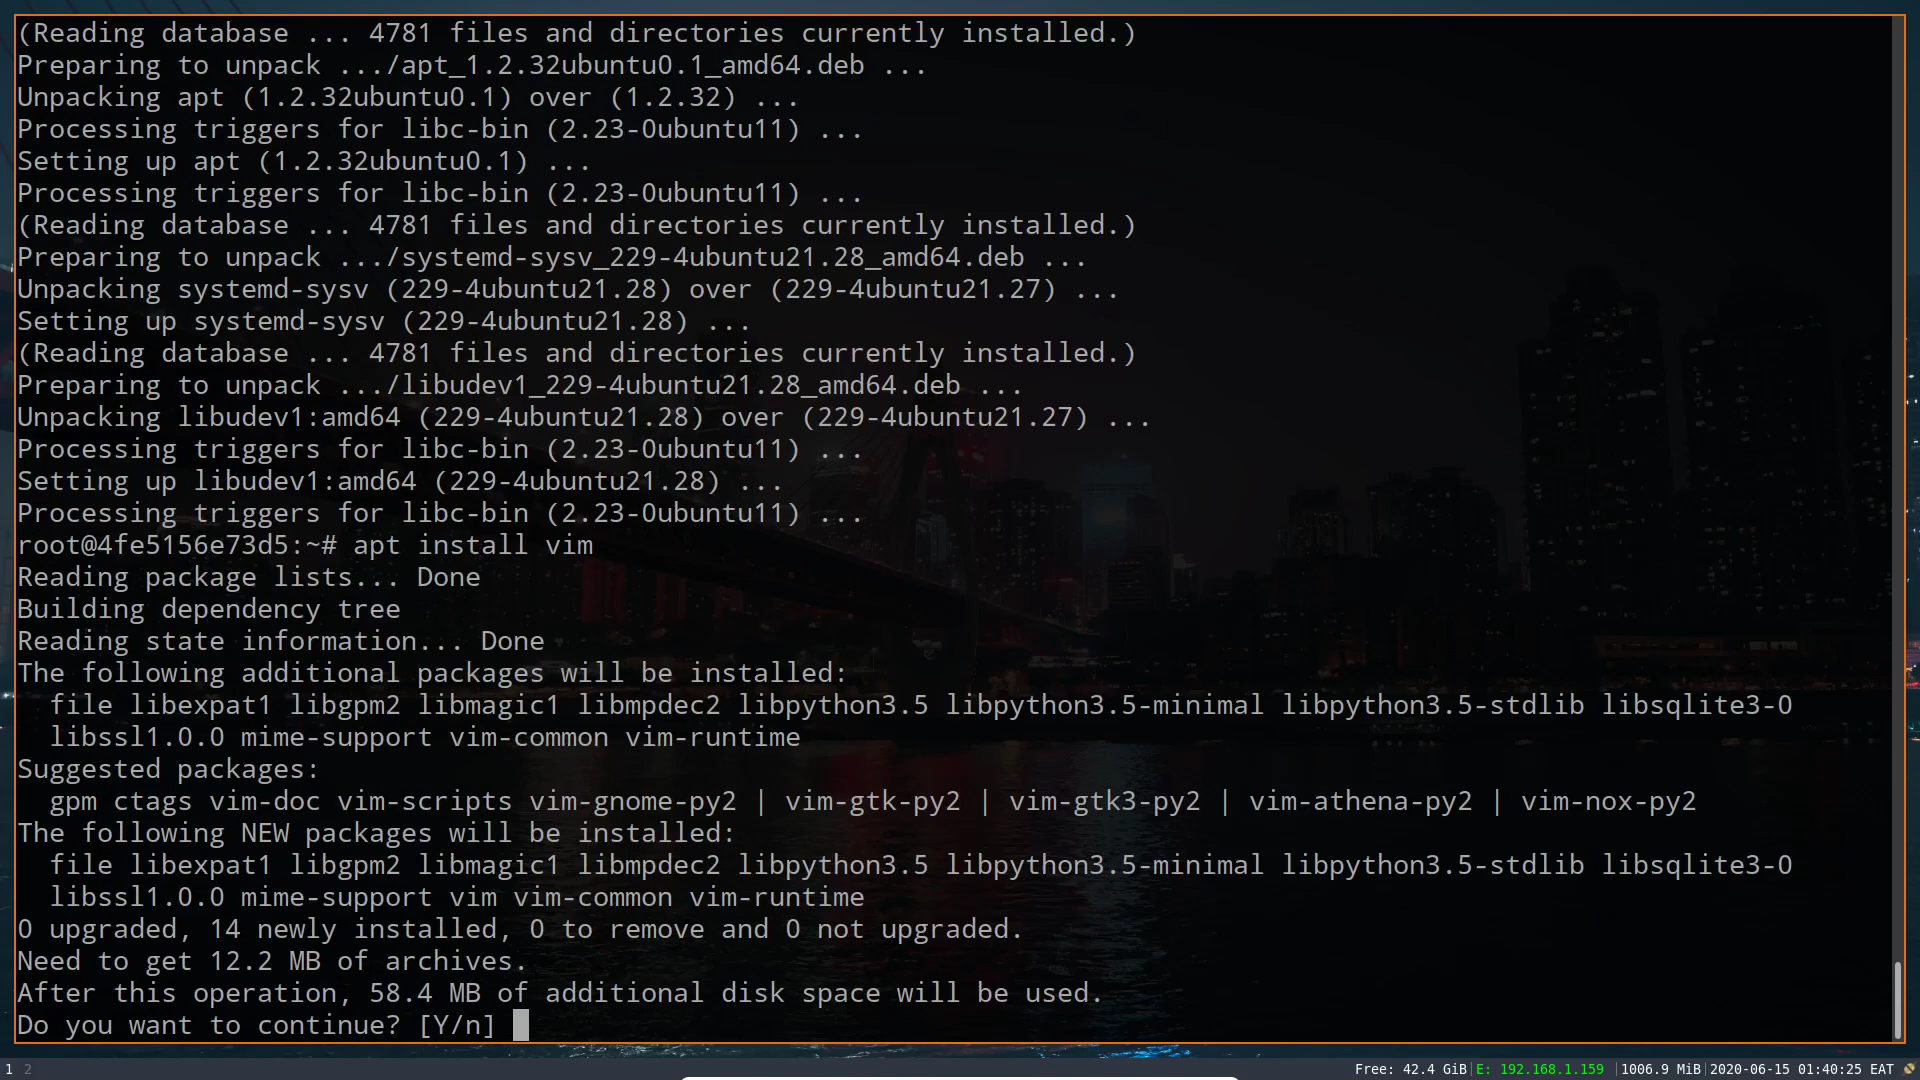 (Reading database ... 4781 files and directories currently installed.)
Preparing to unpack .../apt_1.2.32ubuntu0.1_amd64.deb ...
Unpacking apt (1.2.32ubuntu0.1) over (1.2.32) ...
Processing triggers for libc-bin (2.23-0ubuntu11) ...
Setting up apt (1.2.32ubuntu0.1) ...
Processing triggers for libc-bin (2.23-0ubuntu11) ...
(Reading database ... 4781 files and directories currently installed.)
Preparing to unpack .../systemd-sysv_229-4ubuntu21.28_amd64.deb ...
Unpacking systemd-sysv (229-4ubuntu21.28) over (229-4ubuntu21.27) ...
Setting up systemd-sysv (229-4ubuntu21.28) ...
(Reading database ... 4781 files and directories currently installed.)
Preparing to unpack .../libudev1_229-4ubuntu21.28_amd64.deb ...
Unpacking libudev1:amd64 (229-4ubuntu21.28) over (229-4ubuntu21.27) ...
Processing triggers for libc-bin (2.23-0ubuntu11) ...
Setting up libudev1:amd64 (229-4ubuntu21.28) ...
Processing triggers for libc-bin (2.23-0ubuntu11) ...
root@4fe5156e73d5:~# apt install vim
Reading package lists... Done
Building dependency tree
Reading state information... Done
The following additional packages will be installed:
  file libexpat1 libgpm2 libmagic1 libmpdec2 libpython3.5 libpython3.5-minimal libpython3.5-stdlib libsqlite3-0
  libssl1.0.0 mime-support vim-common vim-runtime
Suggested packages:
  gpm ctags vim-doc vim-scripts vim-gnome-py2 | vim-gtk-py2 | vim-gtk3-py2 | vim-athena-py2 | vim-nox-py2
The following NEW packages will be installed:
  file libexpat1 libgpm2 libmagic1 libmpdec2 libpython3.5 libpython3.5-minimal libpython3.5-stdlib libsqlite3-0
  libssl1.0.0 mime-support vim vim-common vim-runtime
0 upgraded, 14 newly installed, 0 to remove and 0 not upgraded.
Need to get 12.2 MB of archives.
After this operation, 58.4 MB of additional disk space will be used.
Do you want to continue? [Y/n]
1 2 Free: 42.4 GiB|E: 192.168.1.159 |1006.9 MiB|2020-06-15 01:40:25 EAT